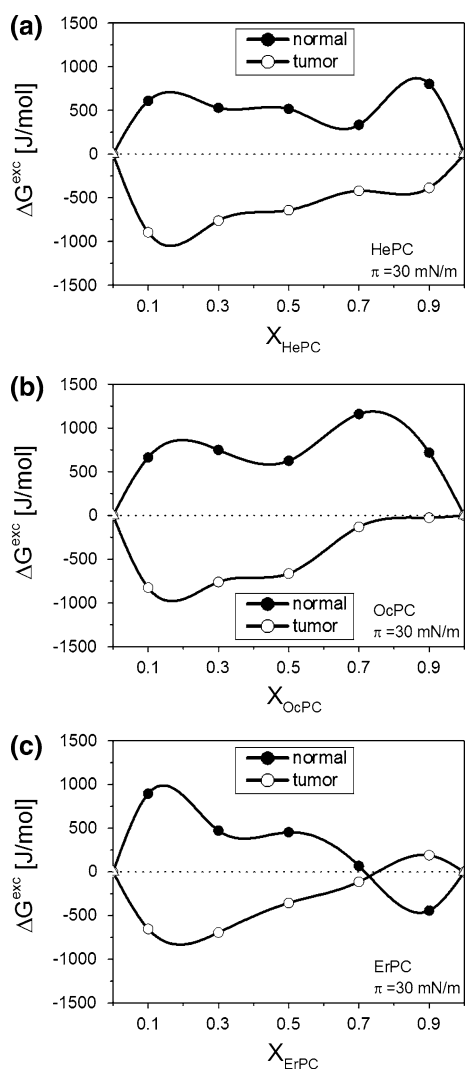 (a)
normal
tumor
1500
1000
500
0
-500
-1000
-1500
ΔG^exc [J/mol]
HePC
π =30 mN/m
0.1 0.3 0.5 0.7 0.9
X_HePC
(b)
1500
1000
500
0
-500
-1000
-1500
ΔG^exc [J/mol]
normal
tumor
OcPC
π =30 mN/m
0.1 0.3 0.5 0.7 0.9
X_OcPC
(c)
normal
tumor
1500
1000
500
0
-500
-1000
-1500
ΔG^exc [J/mol]
ErPC
π =30 mN/m
0.1 0.3 0.5 0.7 0.9
X_ErPC